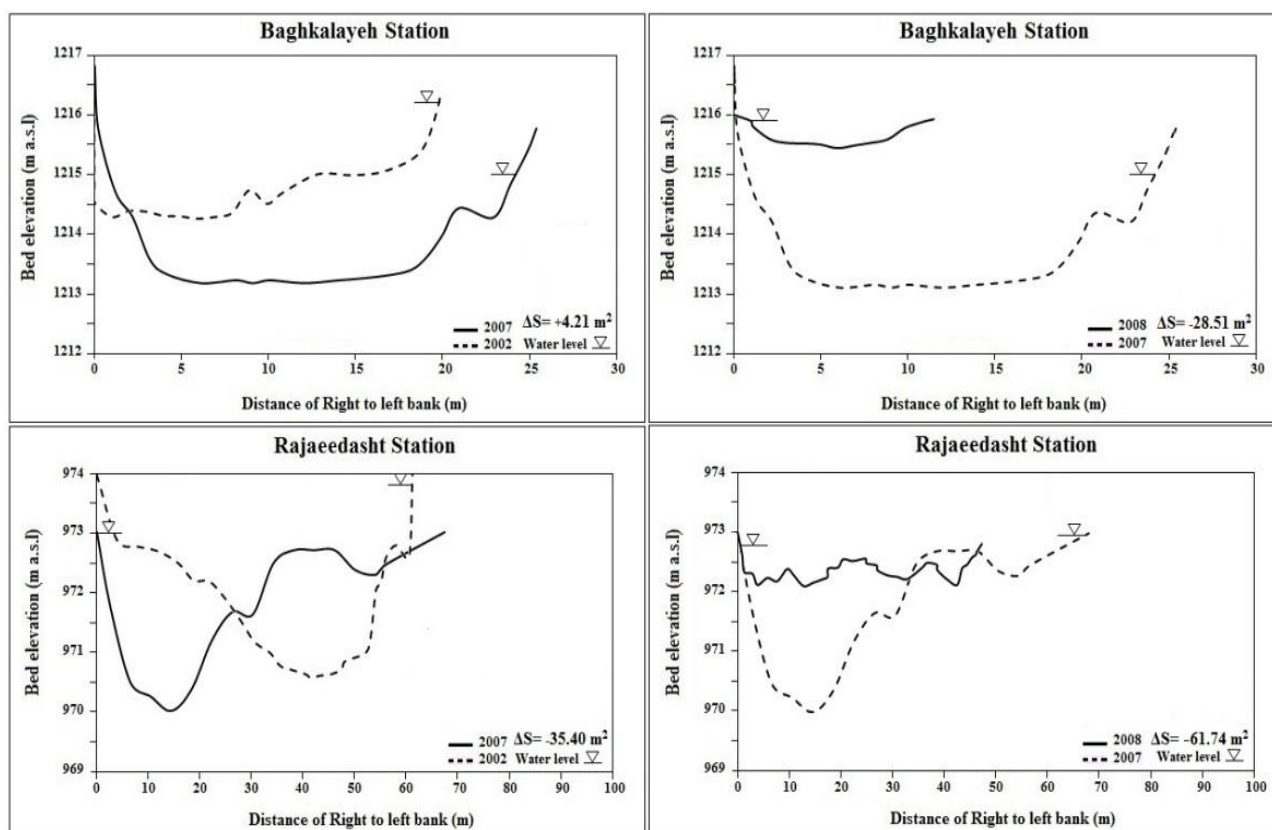 Baghkalayeh Station
1217
1216
1215
1214
1213
1212
Bed elevation (m a.s.l)
2007 ΔS= +4.21 m²
2002 Water level
0 5 10 15 20 25 30
Distance of Right to left bank (m)
Baghkalayeh Station
1217
1216
1215
1214
1213
1212
Bed elevation (m a.s.l)
2008 ΔS= -28.51 m²
2007 Water level
0 5 10 15 20 25 30
Distance of Right to left bank (m)
Rajaeedasht Station
974
973
972
971
970
969
Bed elevation (m a.s.l)
2007 ΔS= -35.40 m²
2002 Water level
0 10 20 30 40 50 60 70 80 90 100
Distance of Right to left bank (m)
Rajaeedasht Station
974
973
972
971
970
969
Bed elevation (m a.s.l)
2008 ΔS= -61.74 m²
2007 Water level
0 10 20 30 40 50 60 70 80 90 100
Distance of Right to left bank (m)